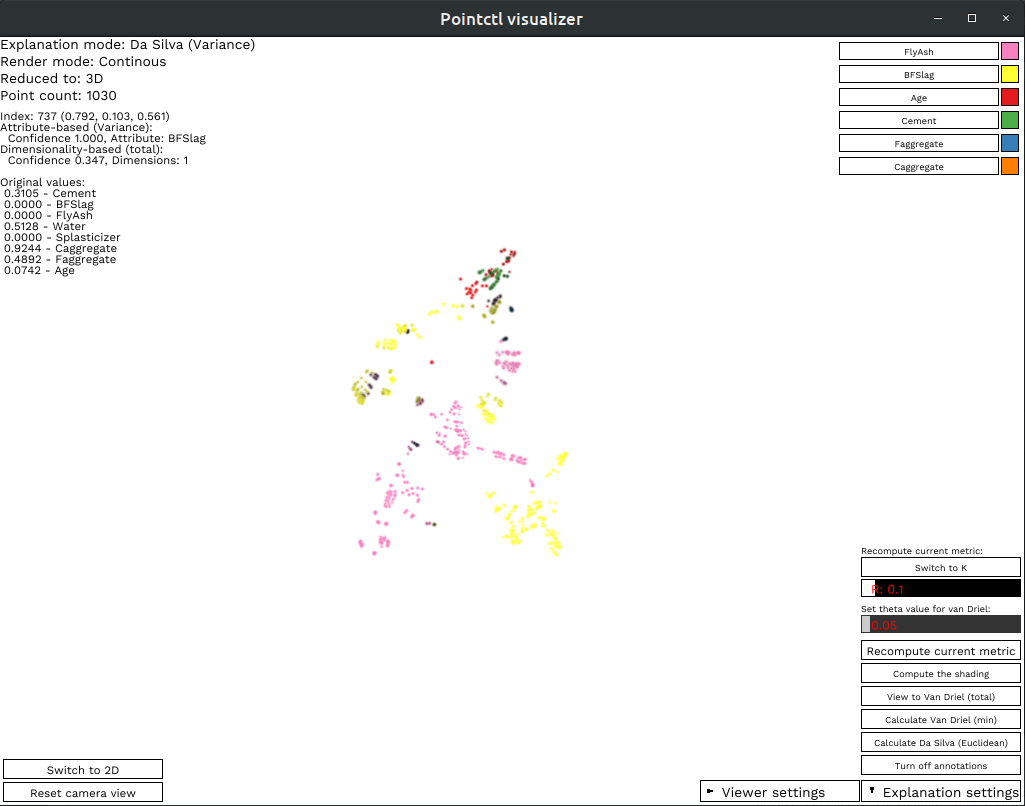 Pointctl visualizer
Explanation mode: Da Silva (Variance)
Render mode: Continous
Reduced to: 3D
Point count: 1030
Index: 737 (0.792, 0.103, 0.561)
Attribute-based (Variance):
Confidence 1.000, Attribute: BFSlag
Dimensionality-based (total):
Confidence 0.347, Dimensions: 1
Original values:
0.3105 - Cement
0.0000 - BFSlag
0.0000 - FlyAsh
0.5128 - Water
0.0000 - Splasticizer
0.9244 - Caggregate
0.4892 - Faggregate
0.0742 - Age
FlyAsh
BFSlag
Age
Cement
Faggregate
Caggregate
Recompute current metric:
Switch to K
R: 0.1
Set theta value for van Driel:
0.05
Recompute current metric
Compute the shading
View to Van Driel (total)
Calculate Van Driel (min)
Calculate Da Silva (Euclidean)
Turn off annotations
Switch to 2D
Reset camera view
Viewer settings
Explanation settings